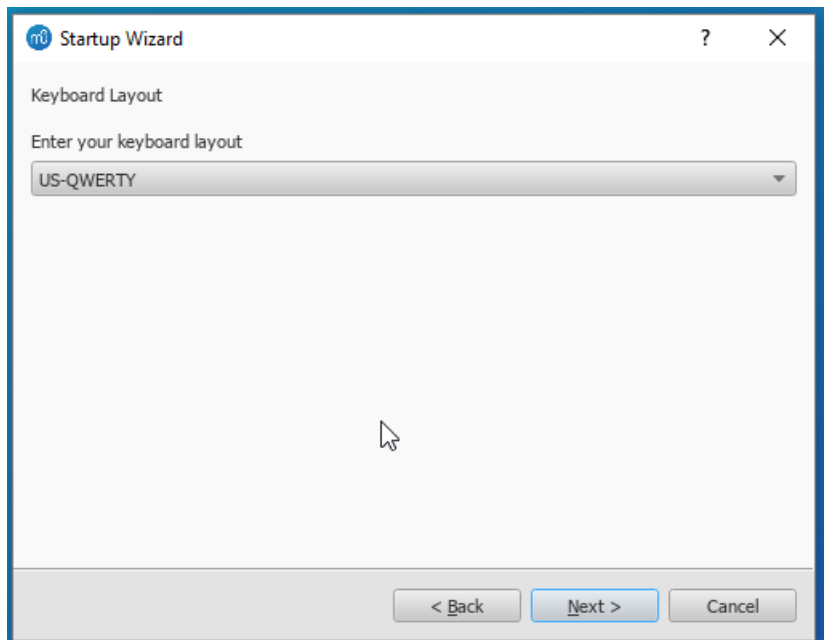 Startup Wizard
Keyboard Layout
Enter your keyboard layout
US-QWERTY
< Back Next > Cancel